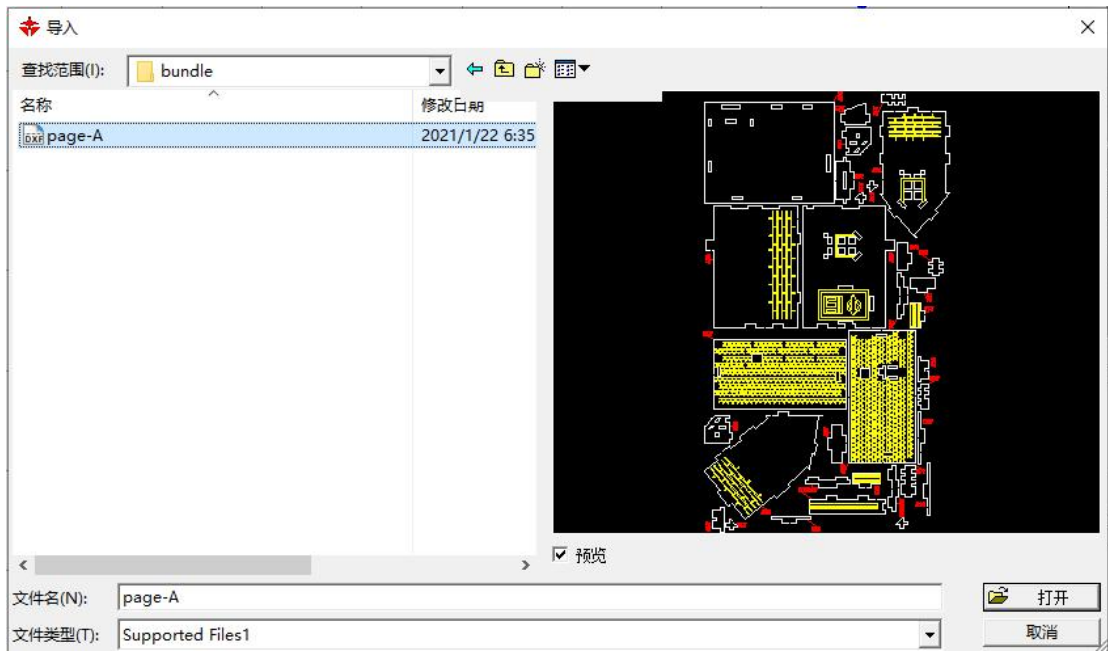 导入
查找范围(I): bundle
名称 修改日期
DXF page-A 2021/1/22 6:35
预览
文件名(N): page-A 打开
文件类型(T): Supported Files1 取消